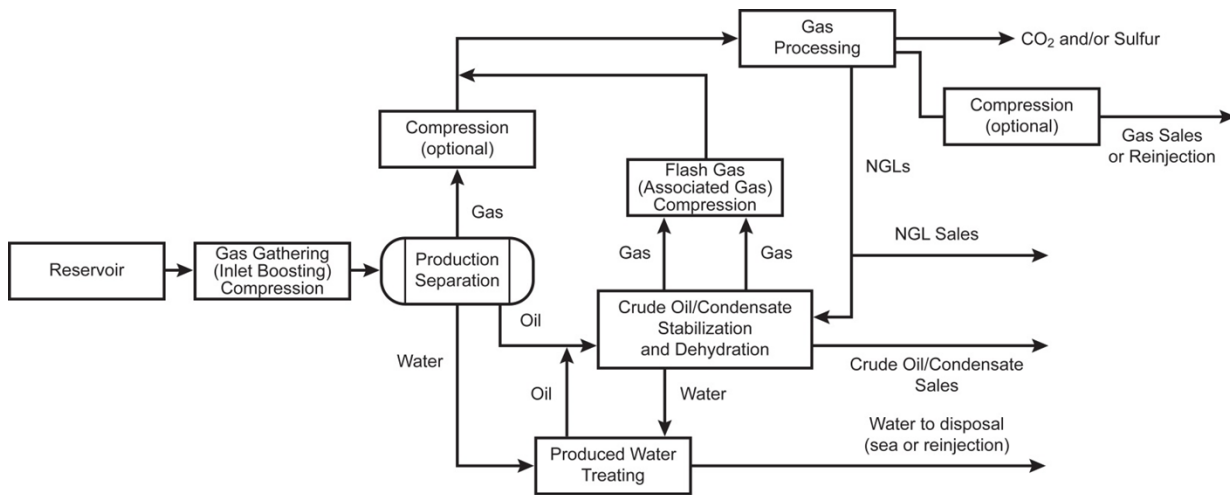 Gas
Processing
CO₂ and/or Sulfur
Compression
(optional)
Gas Sales
or Reinjection
Compression
(optional)
Flash Gas
(Associated Gas)
Compression
NGLs
Gas
Reservoir
Gas Gathering
(Inlet Boosting)
Compression
Production
Separation
Gas
Gas
NGL Sales
Oil
Crude Oil/Condensate
Stabilization
and Dehydration
Water
Crude Oil/Condensate
Sales
Oil
Water
Produced Water
Treating
Water to disposal
(sea or reinjection)